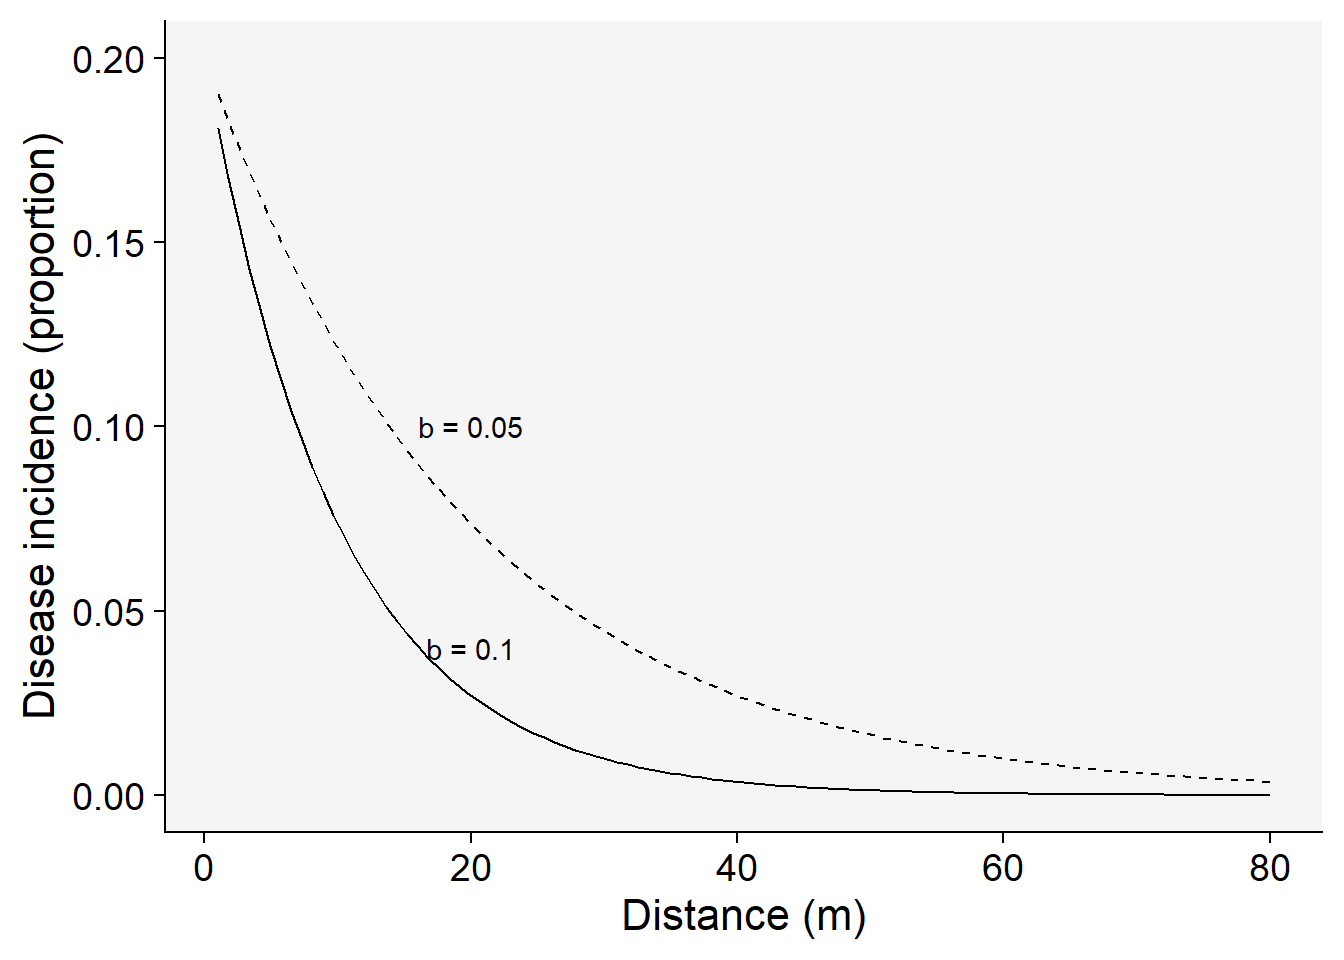 Disease incidence (proportion)
0.20
0.15
0.10
0.05
0.00
b = 0.05
b = 0.1
0 20 40 60 80
Distance (m)